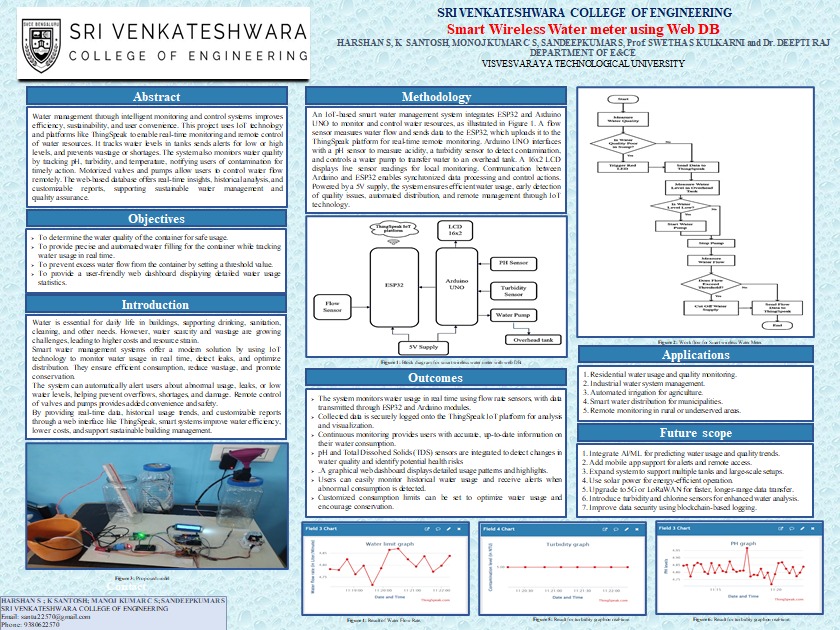 SRI VENKATESHWARA
COLLEGE OF ENGINEERING
SRI VENKATESHWARA COLLEGE OF ENGINEERING
Smart Wireless Water meter using Web DB
HARSHAN S, K SANTOSH, MONOJ KUMAR C S, SANDEEPKUMAR S, Prof SWETHA S KULKARNI and Dr. DEEPTI RAJ
DEPARTMENT OF E&CE
VISVESVARAYA TECHNOLOGICAL UNIVERSITY
Abstract
Water management through intelligent monitoring and control systems improves
efficiency, sustainability, and user convenience. This project uses IoT technology
and platforms like ThingSpeak to enable real-time monitoring and remote control
of water resources. It tracks water levels in tanks sends alerts for low or high
levels, and prevents wastage or shortages. The system also monitors water quality
by tracking pH, turbidity, and temperature, notifying users of contamination for
timely action. Motorized valves and pumps allow users to control water flow
remotely. The web-based database offers real-time insights, historical analysis, and
customizable reports, supporting sustainable water management and
quality assurance.
Objectives
➢ To determine the water quality of the container for safe usage.
➢ To provide precise and automated water filling for the container while tracking
water usage in real time.
➢ To prevent excess water flow from the container by setting a threshold value.
➢ To provide a user-friendly web dashboard displaying detailed water usage
statistics.
Introduction
Water is essential for daily life in buildings, supporting drinking, sanitation,
cleaning, and other needs. However, water scarcity and wastage are growing
challenges, leading to higher costs and resource strain.
Smart water management systems offer a modern solution by using IoT
technology to monitor water usage in real time, detect leaks, and optimize
distribution. They ensure efficient consumption, reduce wastage, and promote
conservation.
The system can automatically alert users about abnormal usage, leaks, or low
water levels, helping prevent overflows, shortages, and damage. Remote control
of valves and pumps provides added convenience and safety.
By providing real-time data, historical usage trends, and customizable reports
through a web interface like ThingSpeak, smart systems improve water efficiency,
lower costs, and support sustainable building management.
Figure 3: Proposed model
HARSHAN S ; K SANTOSH; MANOJ KUMAR C S; SANDEEPKUMAR S
SRI VENKATESHWARA COLLEGE OF ENGINEERING
Email: santu22570@gmail.com
Phone: 9380622570
Methodology
An IoT-based smart water management system integrates ESP32 and Arduino
UNO to monitor and control water resources, as illustrated in Figure 1. A flow
sensor measures water flow and sends data to the ESP32, which uploads it to the
ThingSpeak platform for real-time remote monitoring. Arduino UNO interfaces
with a pH sensor to measure acidity, a turbidity sensor to detect contamination,
and controls a water pump to transfer water to an overhead tank. A 16x2 LCD
displays live sensor readings for local monitoring. Communication between
Arduino and ESP32 enables synchronized data processing and control actions.
Powered by a 5V supply, the system ensures efficient water usage, early detection
of quality issues, automated distribution, and remote management through IoT
technology.
ThingSpeak IoT
platform
LCD
16x2
ESP32
Arduino
UNO
PH Sensor
Turbidity
Sensor
Flow
Sensor
Water Pump
Overhead tank
5V Supply
Figure 1: Block diagram for smart wireless water meter with web DB.
Outcomes
➢ The system monitors water usage in real time using flow rate sensors, with data
transmitted through ESP32 and Arduino modules.
➢ Collected data is securely logged onto the ThingSpeak IoT platform for analysis
and visualization.
➢ Continuous monitoring provides users with accurate, up-to-date information on
their water consumption.
➢ pH and Total Dissolved Solids (TDS) sensors are integrated to detect changes in
water quality and identify potential health risks
➢ .A graphical web dashboard displays detailed usage patterns and highlights.
➢ Users can easily monitor historical water usage and receive alerts when
abnormal consumption is detected.
➢ Customized consumption limits can be set to optimize water usage and
encourage conservation.
Start
Measure
Water Quality
Is Water
Quality Poor
in Sump?
Yes
No
Trigger Red
LED
Send Data to
ThingSpeak
Measure Water
Level in Overhead
Tank
Is Water
Level Low?
No
Yes
Start Water
Pump
Stop Pump
Measure
Water Flow
Does Flow
Exceed
Threshold?
No
Yes
Cut Off Water
Supply
Send Flow
Data to
ThingSpeak
End
Figure 2: Work flow for Smart wireless Water Meter
Applications
1. Residential water usage and quality monitoring.
2. Industrial water system management.
3. Automated irrigation for agriculture.
4. Smart water distribution for municipalities.
5. Remote monitoring in rural or underserved areas.
Future scope
1. Integrate AI/ML for predicting water usage and quality trends.
2. Add mobile app support for alerts and remote access.
3. Expand system to support multiple tanks and large-scale setups.
4. Use solar power for energy-efficient operation.
5. Upgrade to 5G or LoRaWAN for faster, longer-range data transfer.
6. Introduce turbidity and chlorine sensors for enhanced water analysis.
7. Improve data security using blockchain-based logging.
Field 3 Chart
Water level graph
Date and Time
ThingSpeak.com
Figure 4: Result of Water Flow Rate
Field 4 Chart
Turbidity graph
Date and Time
ThingSpeak.com
Figure 5: Result for turbidity graph on real-time
Field 3 Chart
PH graph
PH levels
Date and Time
ThingSpeak.com